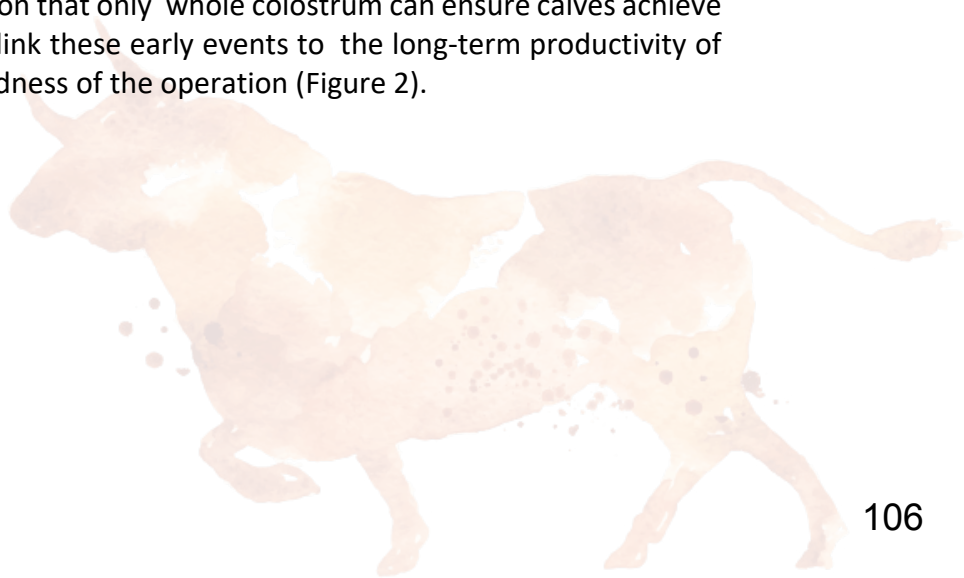 on that only whole colostrum can ensure calves achieve
link these early events to the long-term productivity of
dness of the operation (Figure 2).
106